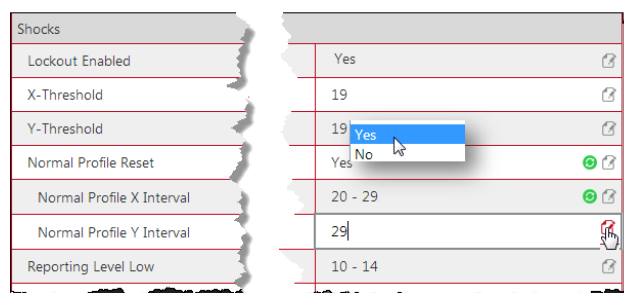 Shocks
Lockout Enabled Yes
X-Threshold 19
Y-Threshold 19
Yes
No
Normal Profile Reset Yes
Normal Profile X Interval 20 - 29
Normal Profile Y Interval 29
Reporting Level Low 10 - 14